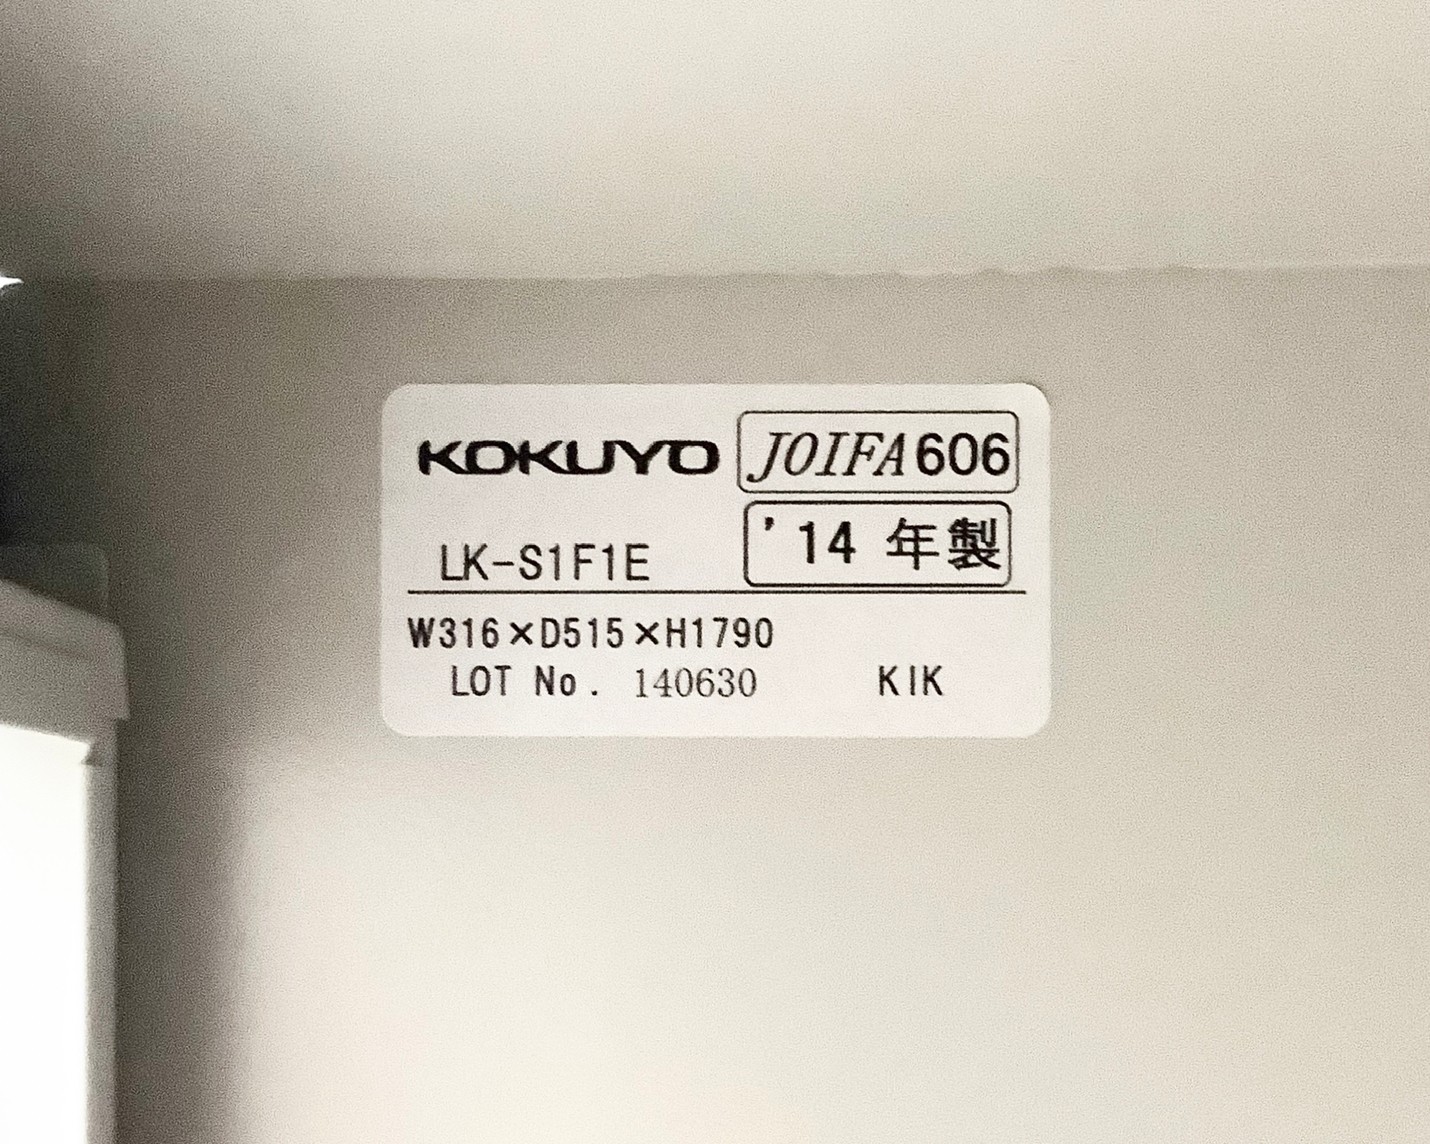 KOKUYO JOIFA606
LK-S1F1E '14 年製
W316×D515×H1790
LOT No. 140630 KIK